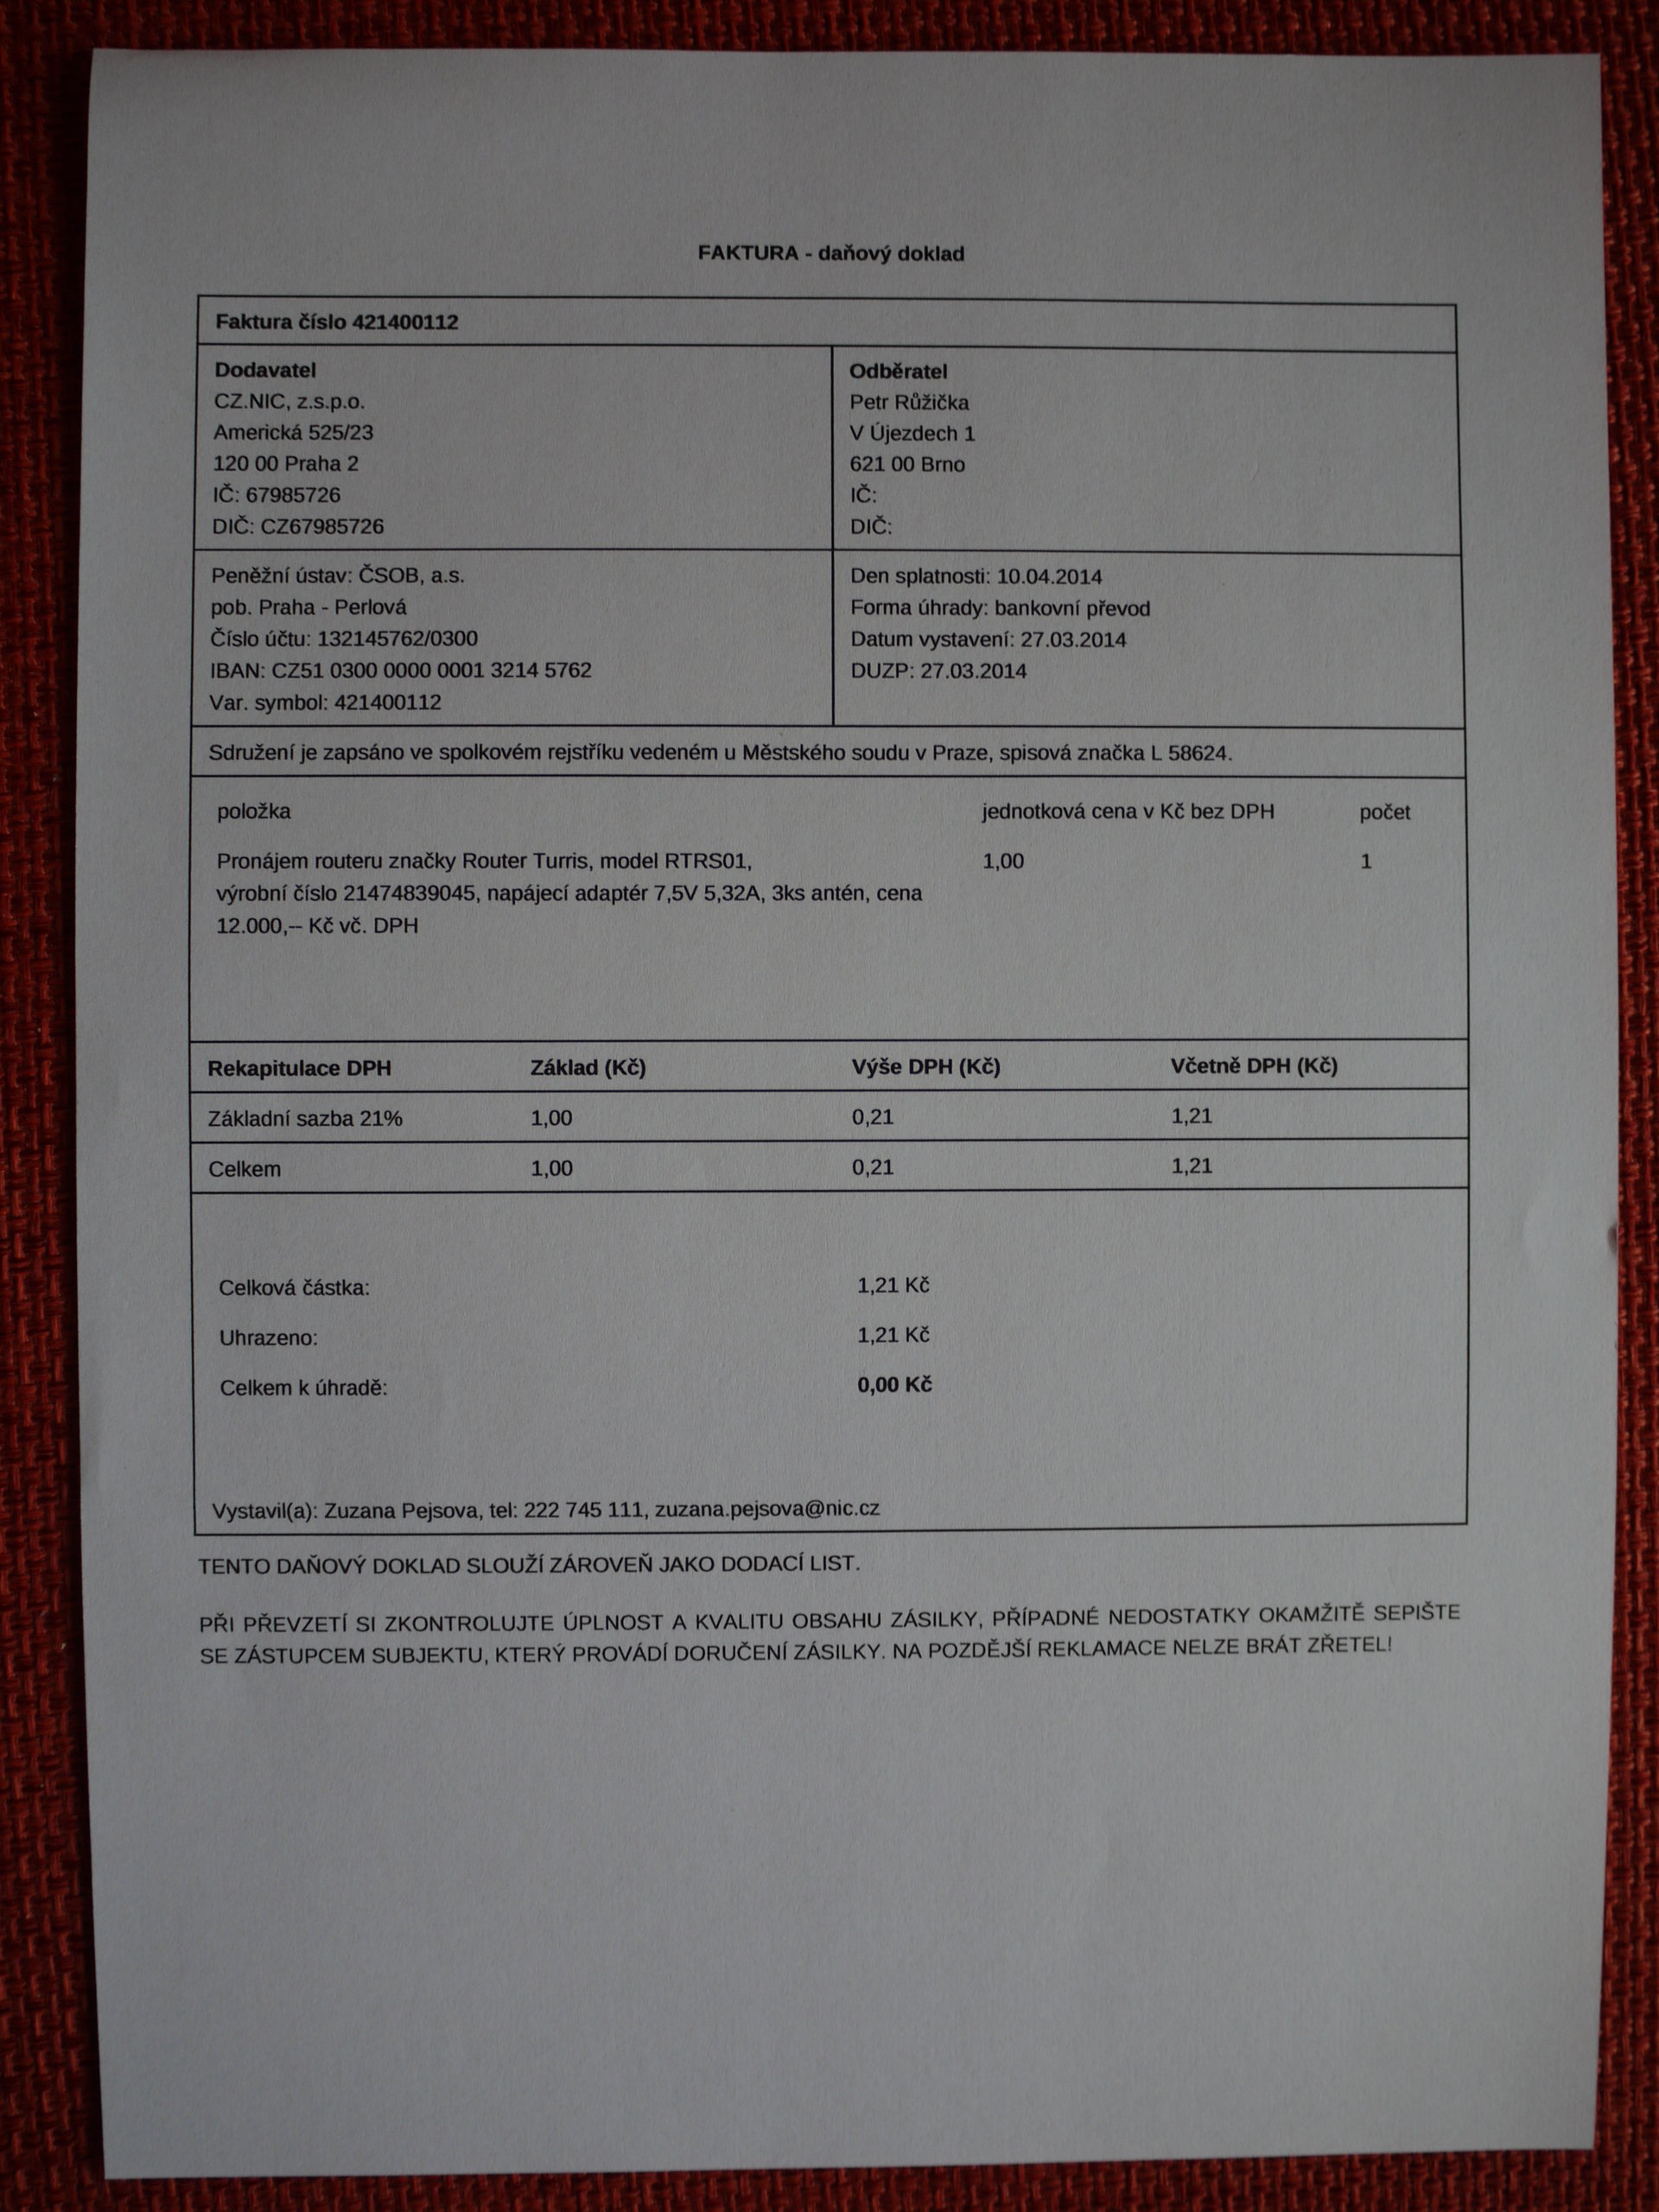 FAKTURA - daňový doklad
Faktura číslo 421400112
Dodavatel
CZ.NIC, z.s.p.o.
Americká 525/23
120 00 Praha 2
IČ: 67985726
DIČ: CZ67985726
Odběratel
Petr Růžička
V Újezdech 1
621 00 Brno
IČ:
DIČ:
Peněžní ústav: ČSOB, a.s.
pob. Praha - Perlová
Číslo účtu: 132145762/0300
IBAN: CZ51 0300 0000 0001 3214 5762
Var. symbol: 421400112
Den splatnosti: 10.04.2014
Forma úhrady: bankovní převod
Datum vystavení: 27.03.2014
DUZP: 27.03.2014
Sdružení je zapsáno ve spolkovém rejstříku vedeném u Městského soudu v Praze, spisová značka L 58624.
položka jednotková cena v Kč bez DPH počet
Pronájem routeru značky Router Turris, model RTRS01, 1,00 1
výrobní číslo 21474839045, napájecí adaptér 7,5V 5,32A, 3ks antén, cena
12.000,-- Kč vč. DPH
Rekapitulace DPH Základ (Kč) Výše DPH (Kč) Včetně DPH (Kč)
Základní sazba 21% 1,00 0,21 1,21
Celkem 1,00 0,21 1,21
Celková částka: 1,21 Kč
Uhrazeno: 1,21 Kč
Celkem k úhradě: 0,00 Kč
Vystavil(a): Zuzana Pejsova, tel: 222 745 111, zuzana.pejsova@nic.cz
TENTO DAŇOVÝ DOKLAD SLOUŽÍ ZÁROVEŇ JAKO DODACÍ LIST.
PŘI PŘEVZETÍ SI ZKONTROLUJTE ÚPLNOST A KVALITU OBSAHU ZÁSILKY, PŘÍPADNÉ NEDOSTATKY OKAMŽITĚ SEPIŠTE
SE ZÁSTUPCEM SUBJEKTU, KTERÝ PROVÁDÍ DORUČENÍ ZÁSILKY. NA POZDĚJŠÍ REKLAMACE NELZE BRÁT ZŘETEL!